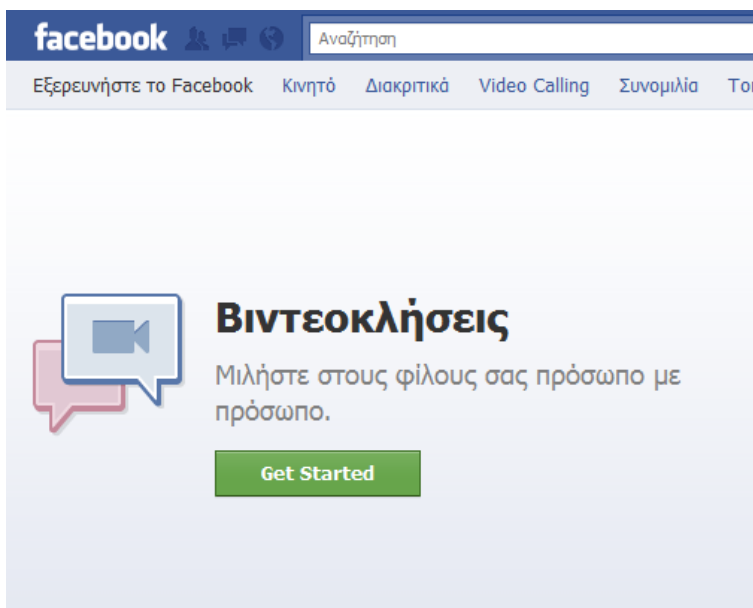 facebook Αναζήτηση
Εξερευνήστε το Facebook Κινητό Διακριτικά Video Calling Συνομιλία
Βιντεοκλήσεις
Μιλήστε στους φίλους σας πρόσωπο με
πρόσωπο.
Get Started